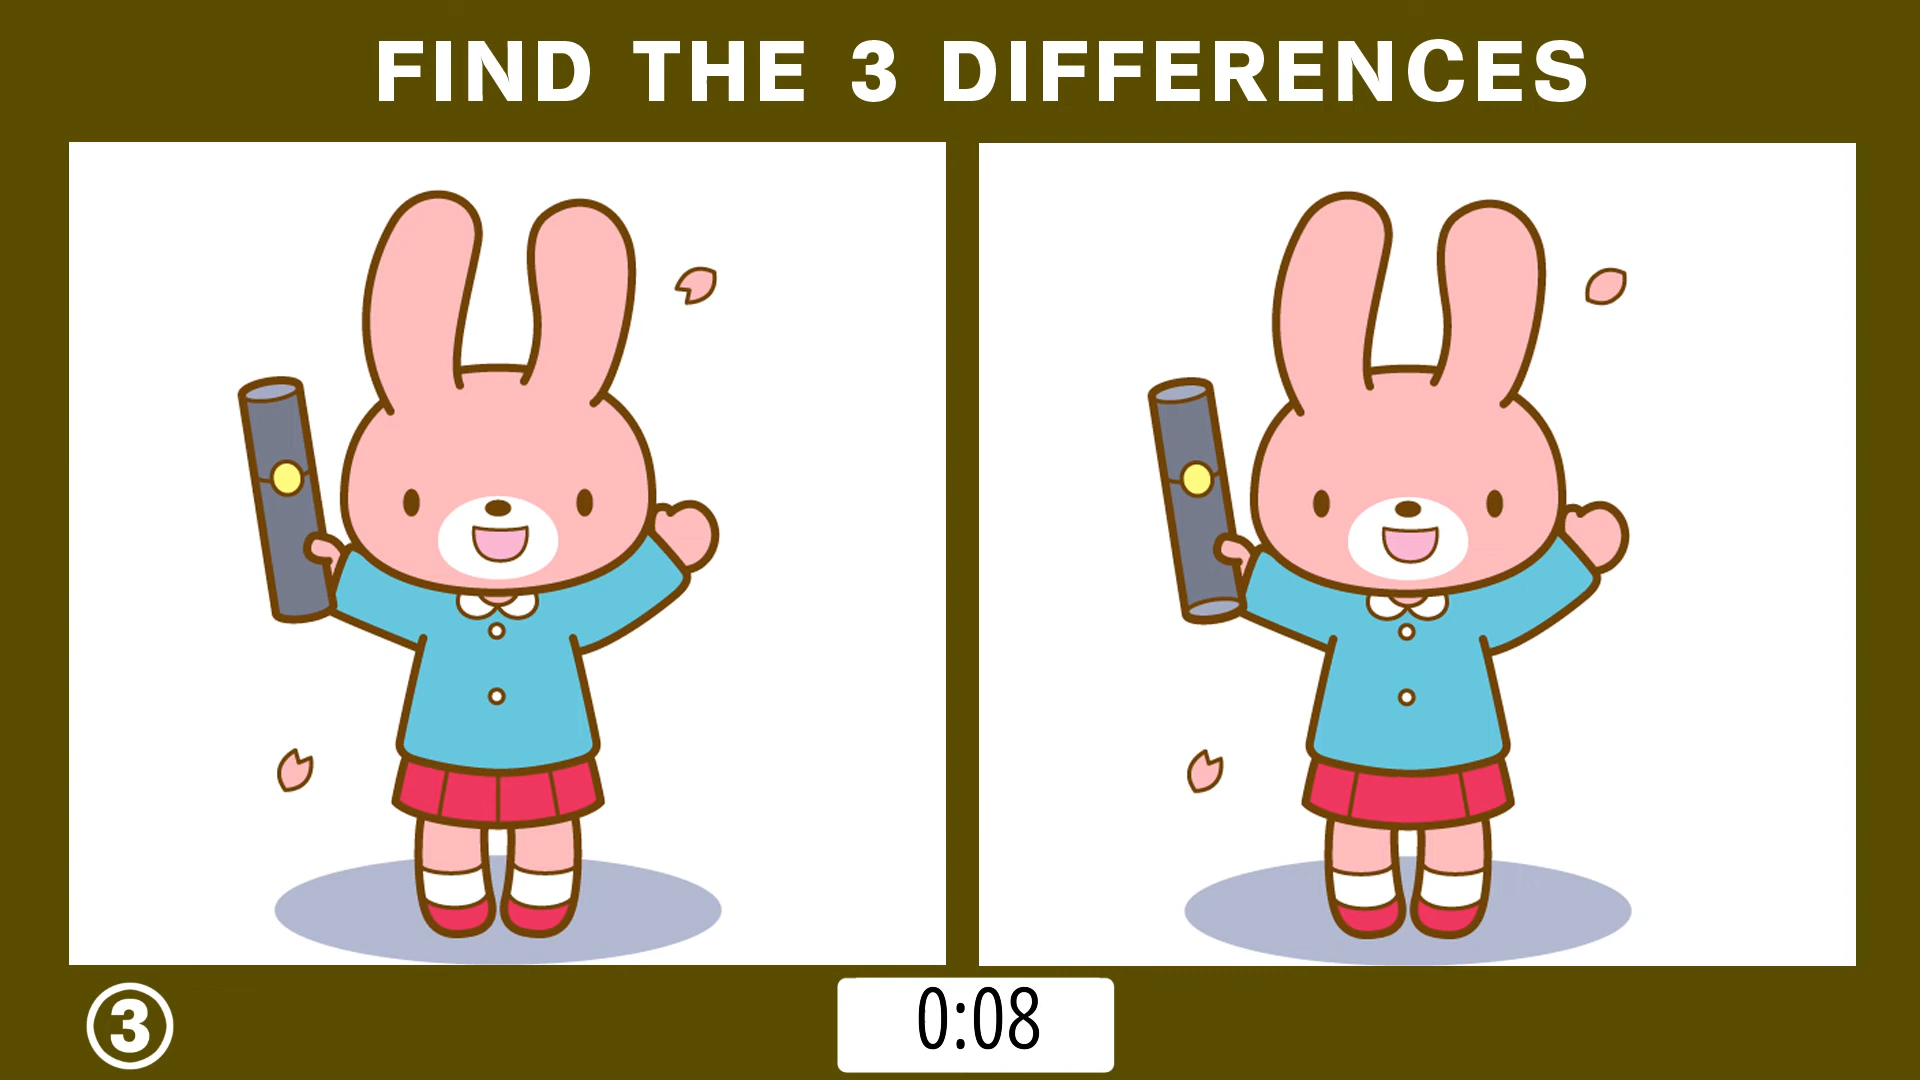 FIND THE 3 DIFFERENCES
3
0:08